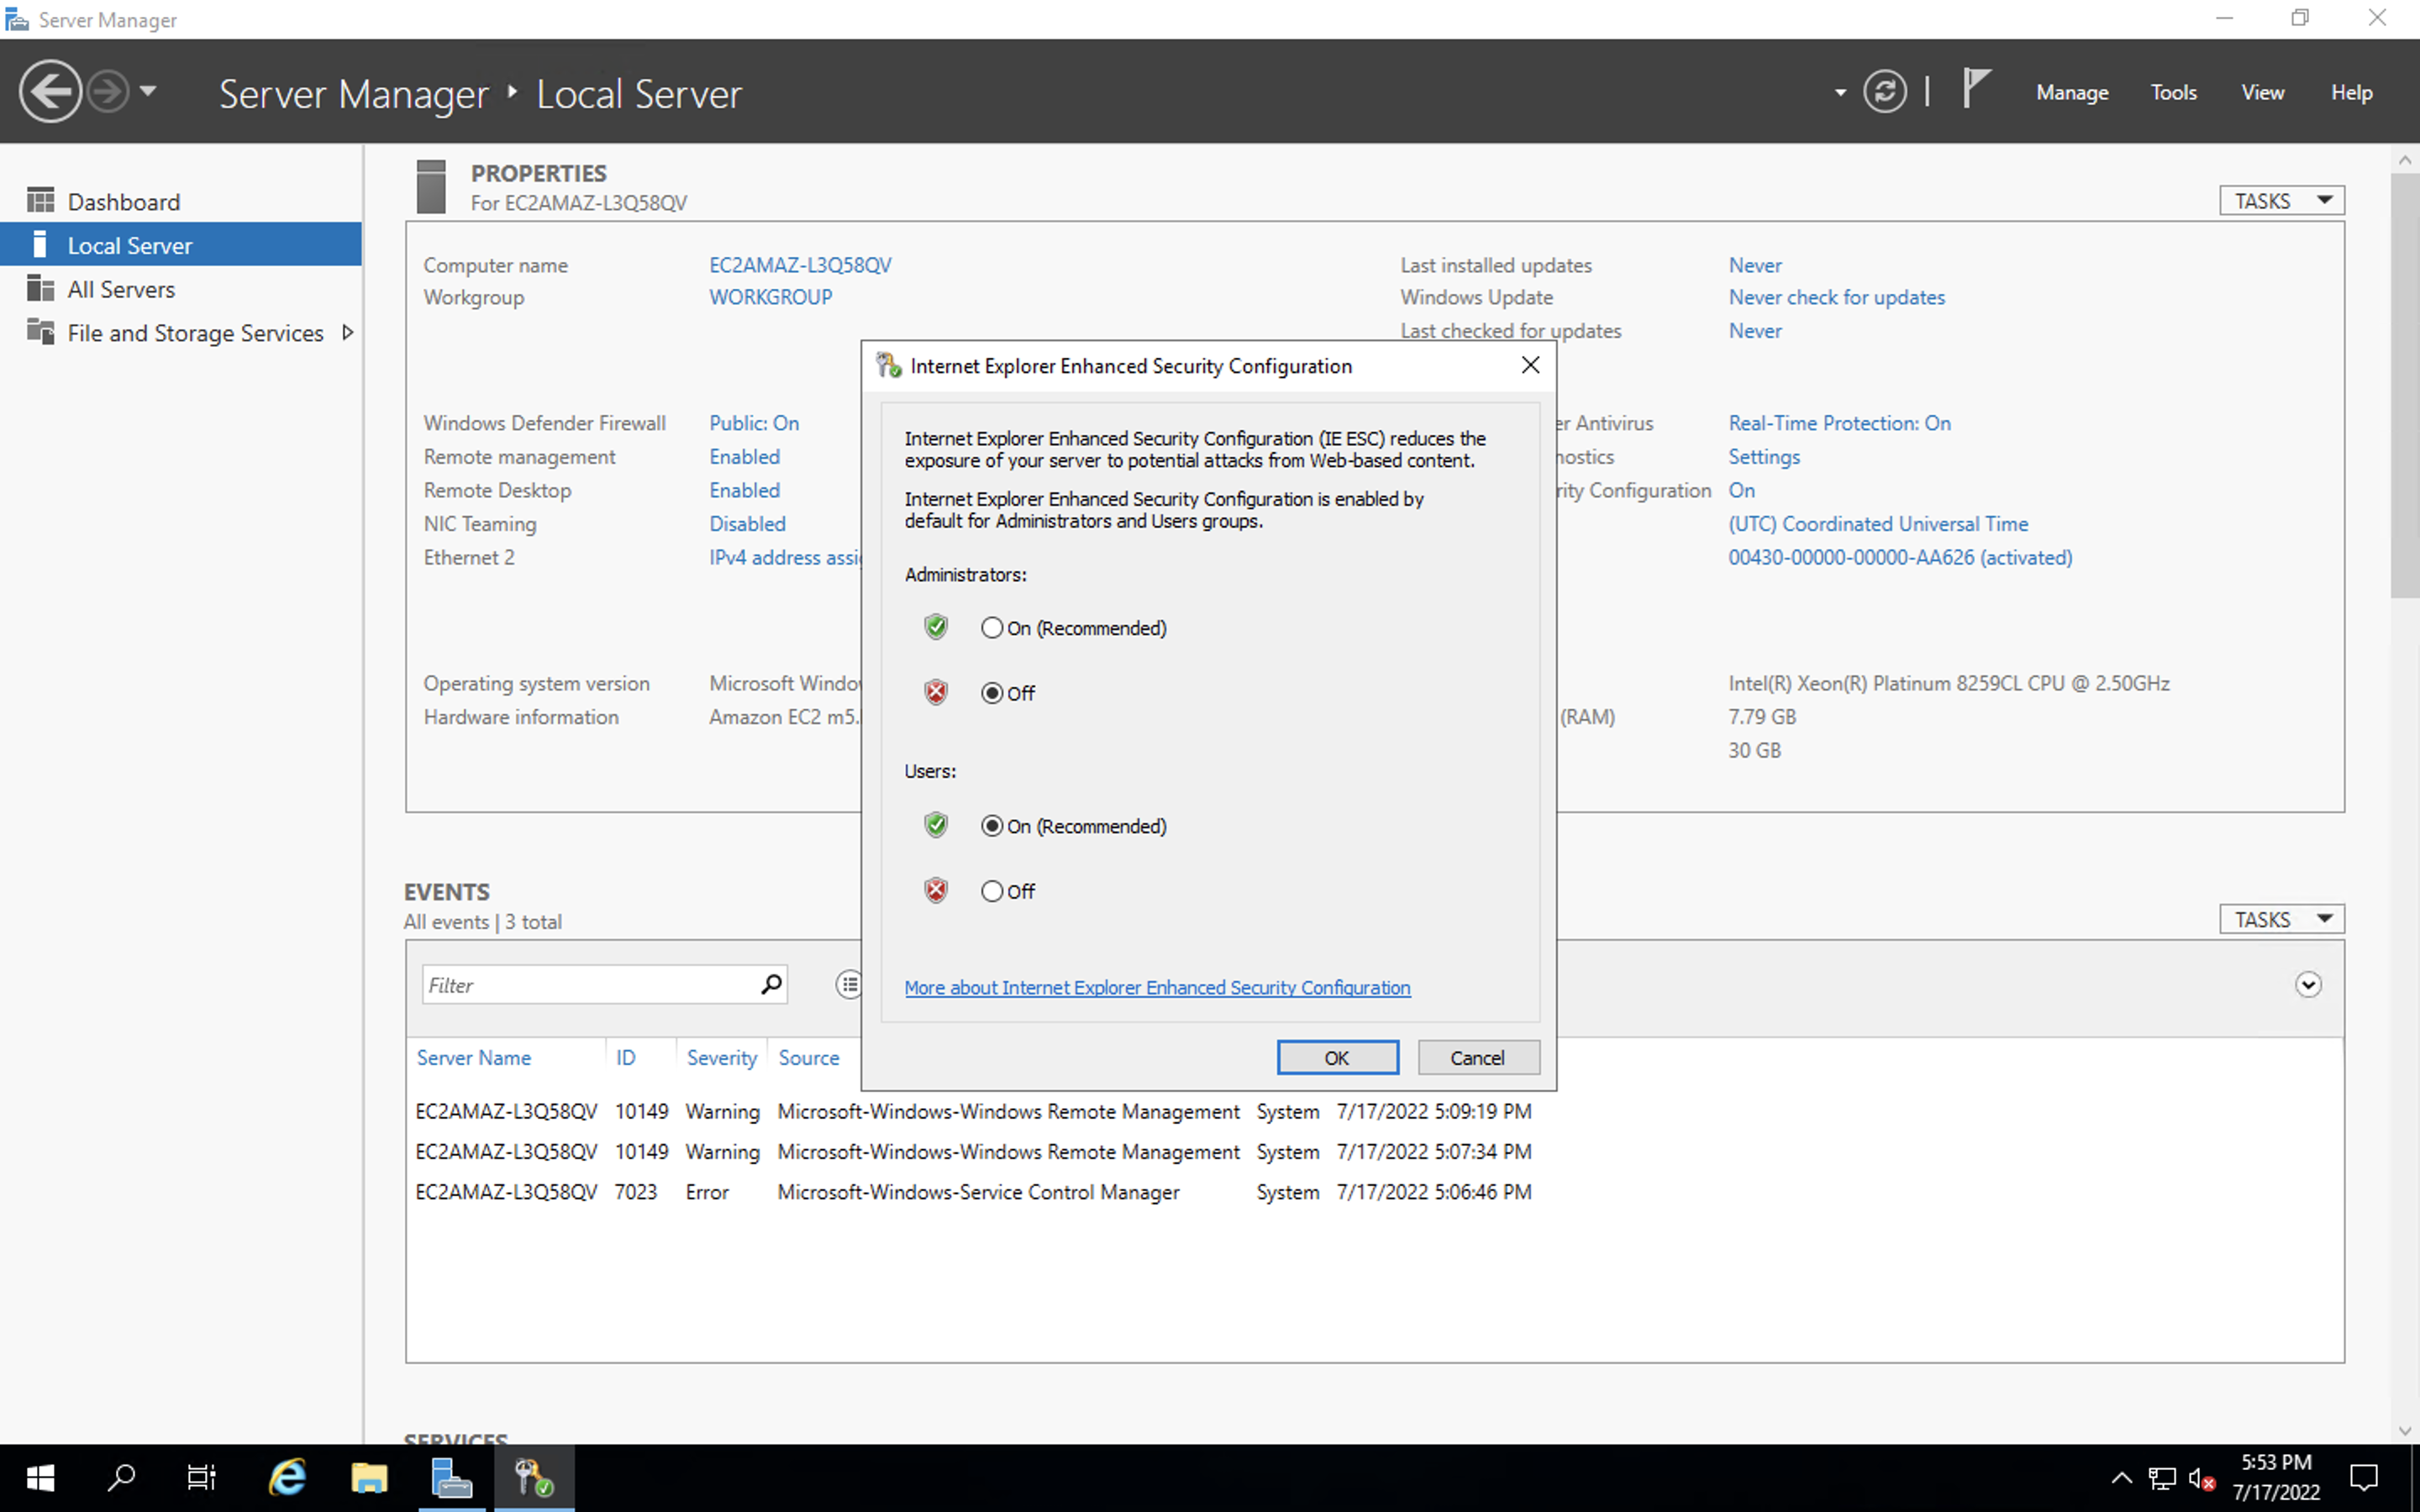 Server Manager
Server Manager ‣ Local Server
Manage Tools View Help
Dashboard
Local Server
All Servers
File and Storage Services
PROPERTIES
For EC2AMAZ-L3Q58QV
TASKS
Computer name EC2AMAZ-L3Q58QV Last installed updates Never
Workgroup WORKGROUP Windows Update Never check for updates
Last checked for updates Never
Windows Defender Firewall Public: On er Antivirus Real-Time Protection: On
Remote management Enabled nostics Settings
Remote Desktop Enabled rity Configuration On
NIC Teaming Disabled (UTC) Coordinated Universal Time
Ethernet 2 IPv4 address assi 00430-00000-00000-AA626 (activated)
Operating system version Microsoft Windo Intel(R) Xeon(R) Platinum 8259CL CPU @ 2.50GHz
Hardware information Amazon EC2 m5. (RAM) 7.79 GB
30 GB
Internet Explorer Enhanced Security Configuration
Internet Explorer Enhanced Security Configuration (IE ESC) reduces the
exposure of your server to potential attacks from Web-based content.
Internet Explorer Enhanced Security Configuration is enabled by
default for Administrators and Users groups.
Administrators:
On (Recommended)
Off
Users:
On (Recommended)
Off
More about Internet Explorer Enhanced Security Configuration
OK Cancel
EVENTS
All events | 3 total
TASKS
Filter
Server Name ID Severity Source
EC2AMAZ-L3Q58QV 10149 Warning Microsoft-Windows-Windows Remote Management System 7/17/2022 5:09:19 PM
EC2AMAZ-L3Q58QV 10149 Warning Microsoft-Windows-Windows Remote Management System 7/17/2022 5:07:34 PM
EC2AMAZ-L3Q58QV 7023 Error Microsoft-Windows-Service Control Manager System 7/17/2022 5:06:46 PM
SERVICES
5:53 PM
7/17/2022